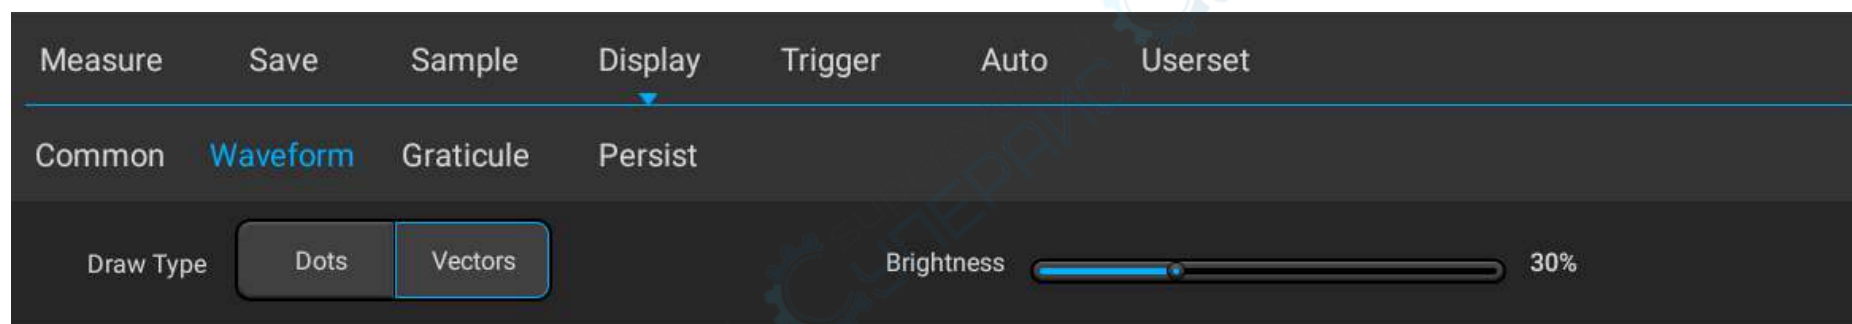 Measure Save Sample Display Trigger Auto Userset
Common Waveform Graticule Persist
Draw Type Dots Vectors Brightness 30%